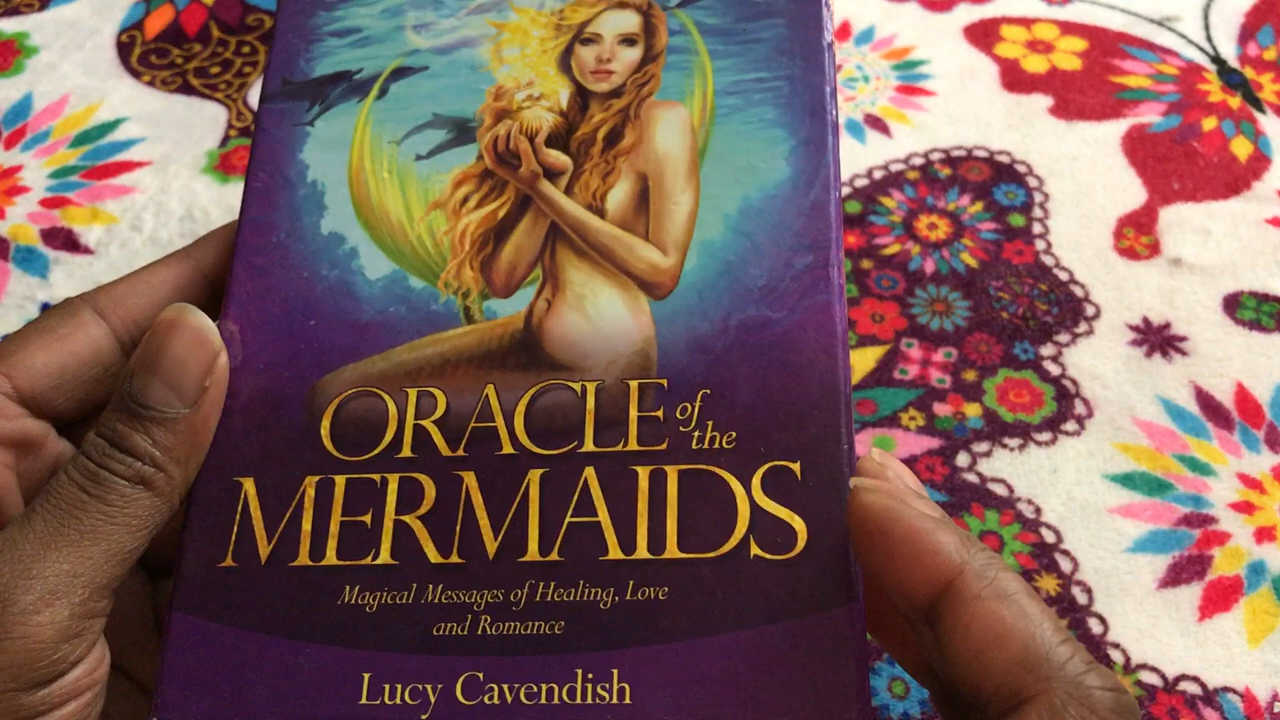 ORACLE of the
MERMAIDS
Magical Messages of Healing, Love
and Romance
Lucy Cavendish